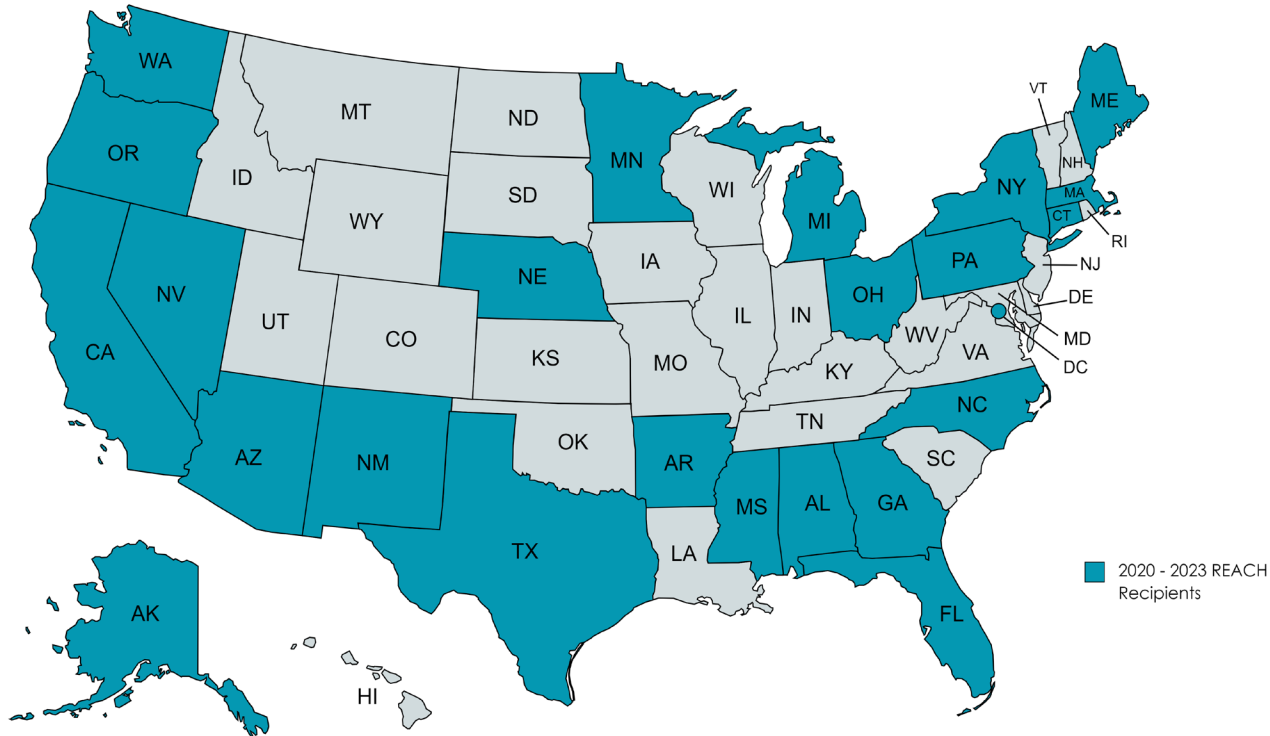 WA
MT
ND
MN
VT
ME
OR
ID
SD
WI
NH
WY
NY
MA
MI
CT
RI
IA
PA
NJ
NE
NV
OH
DE
UT
CO
IL
IN
WV
MD
CA
KS
MO
VA
DC
KY
NC
TN
OK
AZ
NM
AR
SC
MS
AL
GA
TX
LA
2020 - 2023 REACH
Recipients
AK
FL
HI